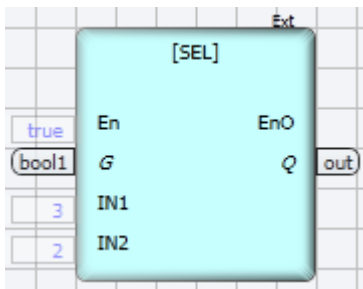 Ext
[SEL]
true En EnO
bool1 G Q out
3 IN1
2 IN2